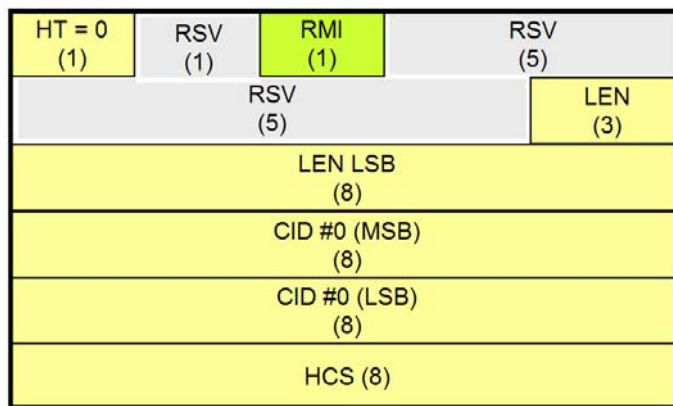 HT = 0 RSV RMI RSV
(1) (1) (1) (5)
RSV LEN
(5) (3)
LEN LSB
(8)
CID #0 (MSB)
(8)
CID #0 (LSB)
(8)
HCS (8)